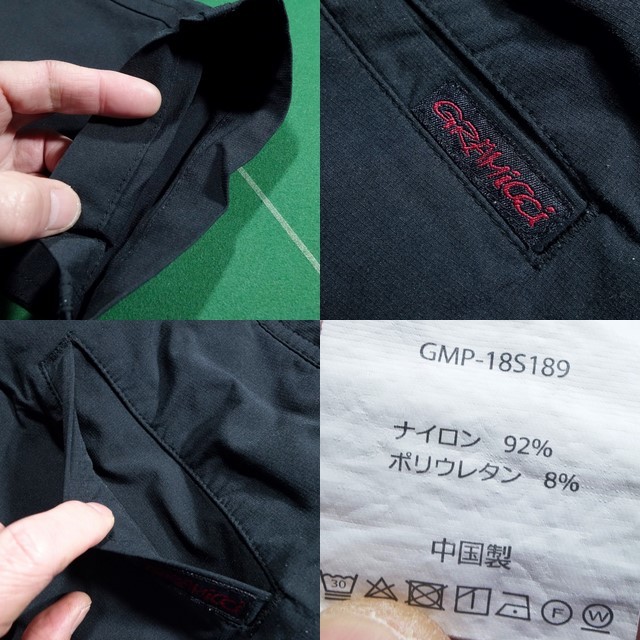 GRAMICCI
GRAMICCI
GMP-18S189
ナイロン 92%
ポリウレタン 8%
中国製
30
F
W